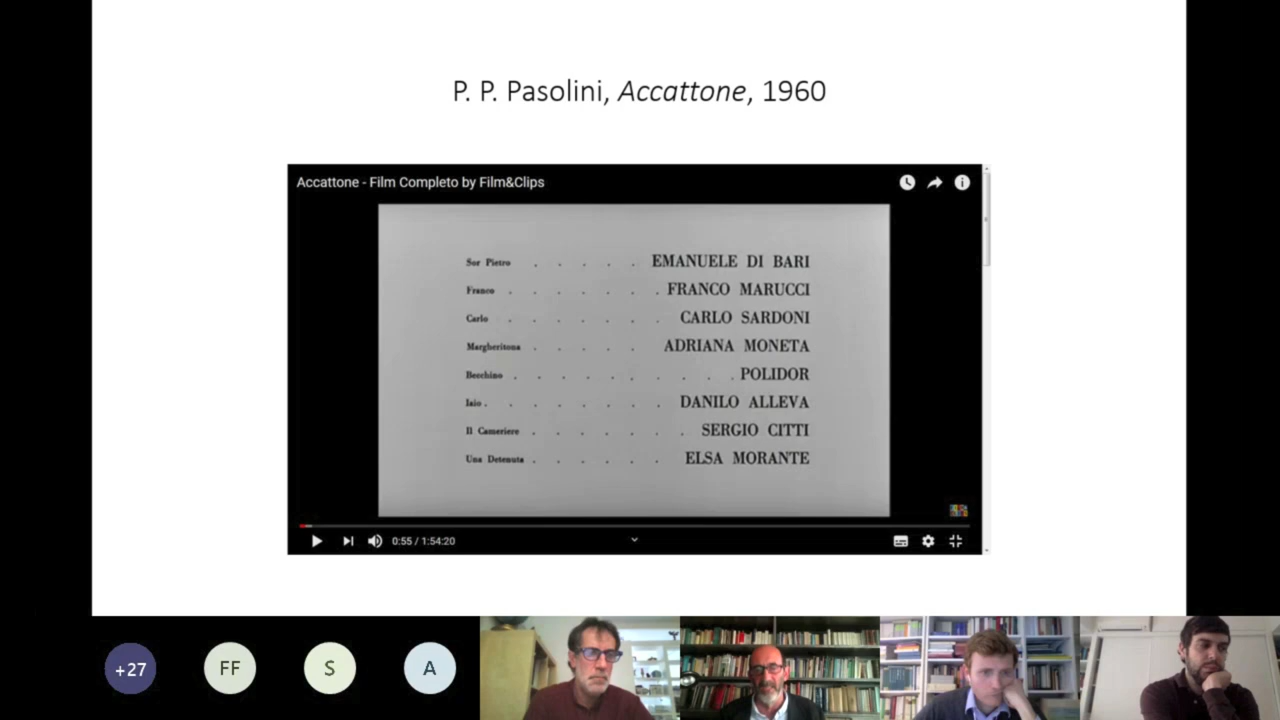 P. P. Pasolini, Accattone, 1960
Accattone - Film Completo by Film&Clips
Sor Pietro . . . . . EMANUELE DI BARI
Franco . . . . . . . FRANCO MARUCCI
Carlo . . . . . . CARLO SARDONI
Margheritona . . . . . ADRIANA MONETA
Becchino . . . . . . . . . . POLIDOR
Iaio . . . . . . . DANILO ALLEVA
Il Cameriere . . . . . . . SERGIO CITTI
Una Detenuta . . . . . ELSA MORANTE
0:55 / 1:54:20
+27 FF S A